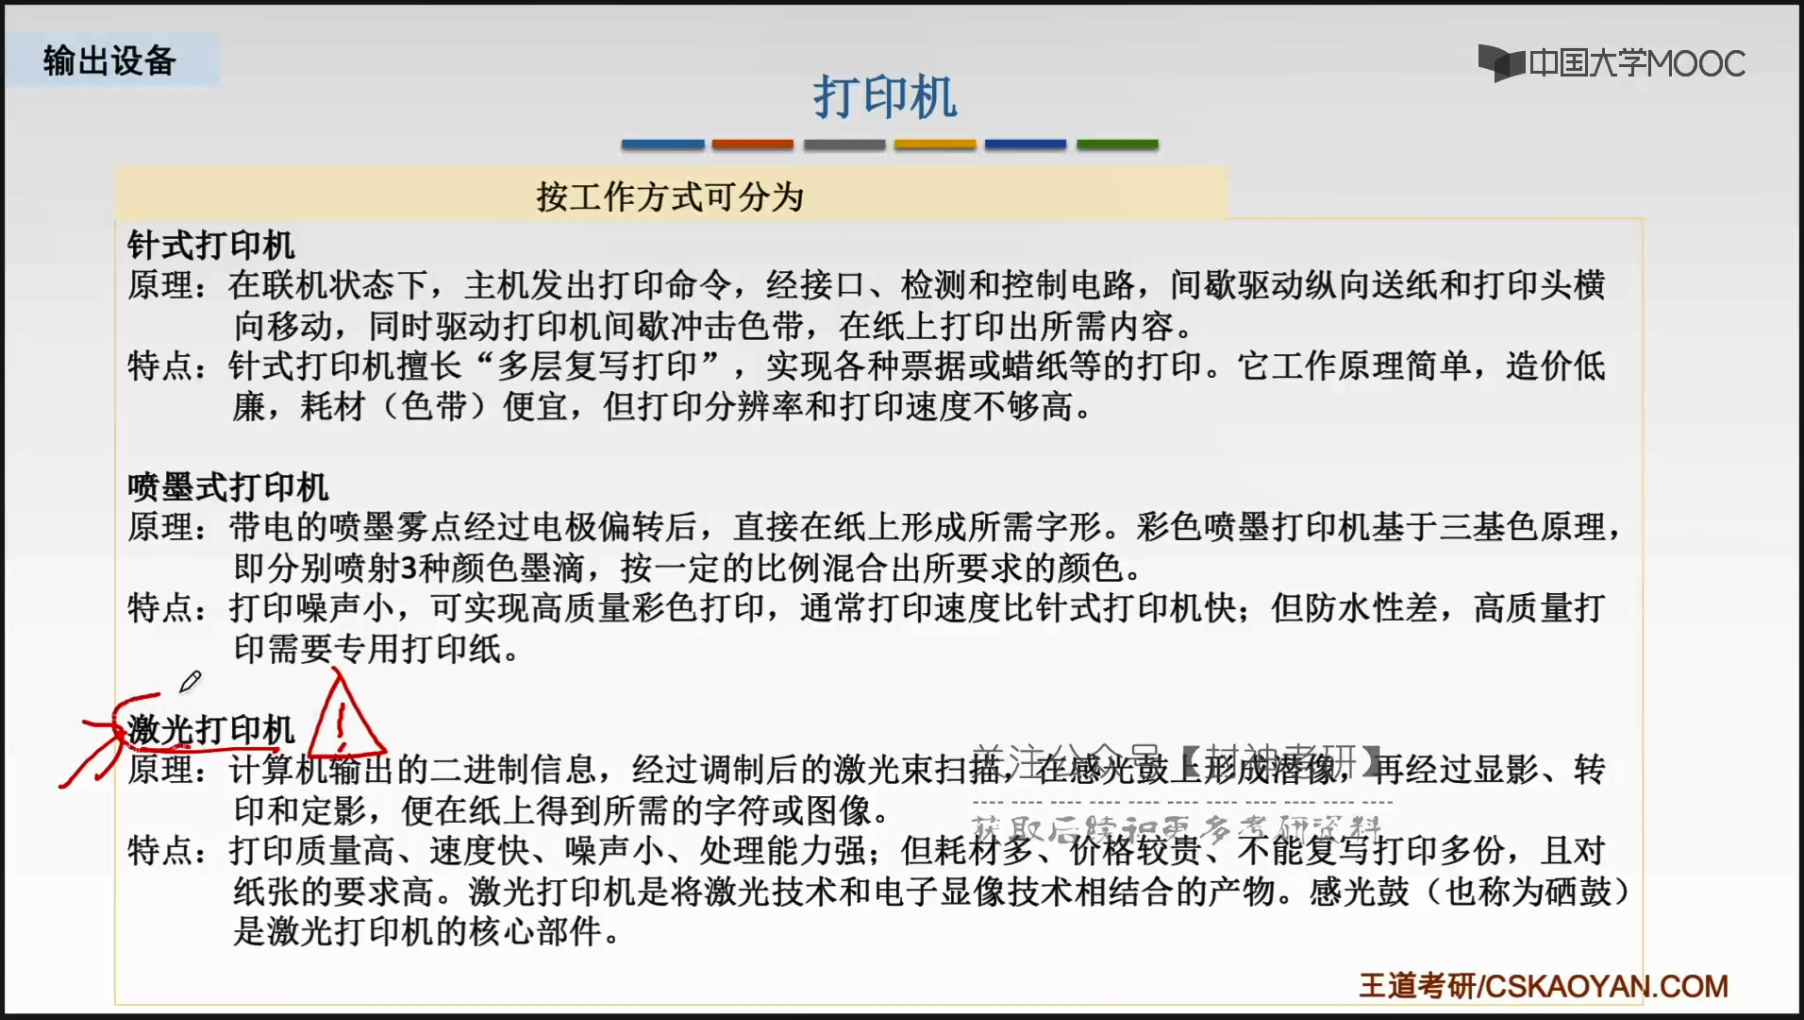 输出设备
中国大学MOOC
打印机
按工作方式可分为
针式打印机
原理：在联机状态下，主机发出打印命令，经接口、检测和控制电路，间歇驱动纵向送纸和打印头横
向移动，同时驱动打印机间歇冲击色带，在纸上打印出所需内容。
特点：针式打印机擅长“多层复写打印”，实现各种票据或蜡纸等的打印。它工作原理简单，造价低
廉，耗材（色带）便宜，但打印分辨率和打印速度不够高。
喷墨式打印机
原理：带电的喷墨雾点经过电极偏转后，直接在纸上形成所需字形。彩色喷墨打印机基于三基色原理，
即分别喷射3种颜色墨滴，按一定的比例混合出所要求的颜色。
特点：打印噪声小，可实现高质量彩色打印，通常打印速度比针式打印机快；但防水性差，高质量打
印需要专用打印纸。
激光打印机
!
关注公众号【封神考研】
原理：计算机输出的二进制信息，经过调制后的激光束扫描，在感光鼓上形成潜像，再经过显影、转
印和定影，便在纸上得到所需的字符或图像。
获取后续和更多考研资料
特点：打印质量高、速度快、噪声小、处理能力强；但耗材多、价格较贵、不能复写打印多份，且对
纸张的要求高。激光打印机是将激光技术和电子显像技术相结合的产物。感光鼓（也称为硒鼓）
是激光打印机的核心部件。
王道考研/CSKAOYAN.COM